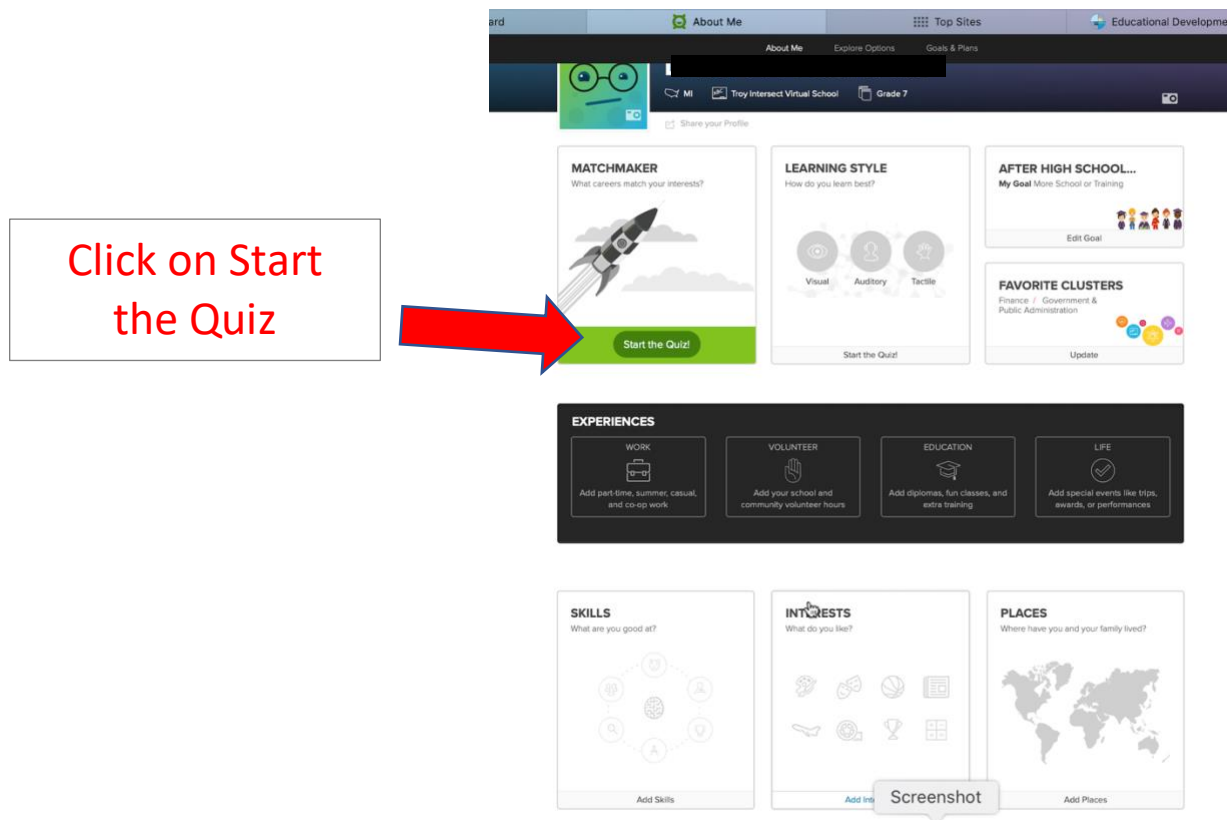 ard
About Me
Top Sites
Educational Developme
About Me
Explore Options
Goals & Plans
MI
Troy Intersect Virtual School
Grade 7
Share your Profile
MATCHMAKER
What careers match your interests?
Start the Quiz!
LEARNING STYLE
How do you learn best?
Visual
Auditory
Tactile
Start the Quiz!
AFTER HIGH SCHOOL...
My Goal More School or Training
Edit Goal
FAVORITE CLUSTERS
Finance / Government &
Public Administration
Update
Click on Start
the Quiz
EXPERIENCES
WORK
Add part-time, summer, casual,
and co-op work
VOLUNTEER
Add your school and
community volunteer hours
EDUCATION
Add diplomas, fun classes, and
extra training
LIFE
Add special events like trips,
awards, or performances
SKILLS
What are you good at?
Add Skills
INTERESTS
What do you like?
Add Inte
Screenshot
PLACES
Where have you and your family lived?
Add Places